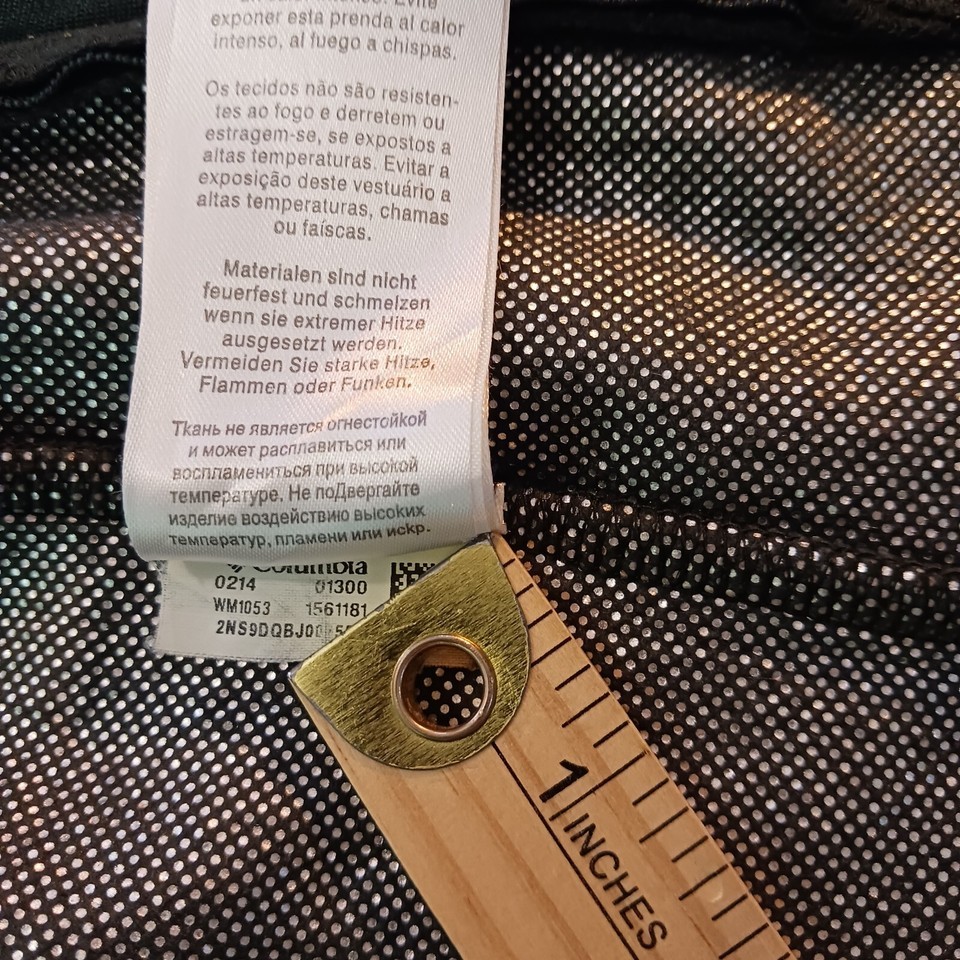 exponer esta prenda al calor
intenso, al fuego a chispas.
Os tecidos não são resisten-
tes ao fogo e derretem ou
estragem-se, se expostos a
altas temperaturas. Evitar a
exposição deste vestuário a
altas temperaturas, chamas
ou faíscas.
Materialen sind nicht
feuerfest und schmelzen
wenn sie extremer Hitze
ausgesetzt werden.
Vermeiden Sie starke Hitze,
Flammen oder Funken.
Ткань не является огнестойкой
и может расплавиться или
воспламениться при высокой
температуре. Не поДвергайте
изделие воздействию высоких
температур, пламени или искр.
Columbia
0214 01300
WM1053 1561181
1
INCHES